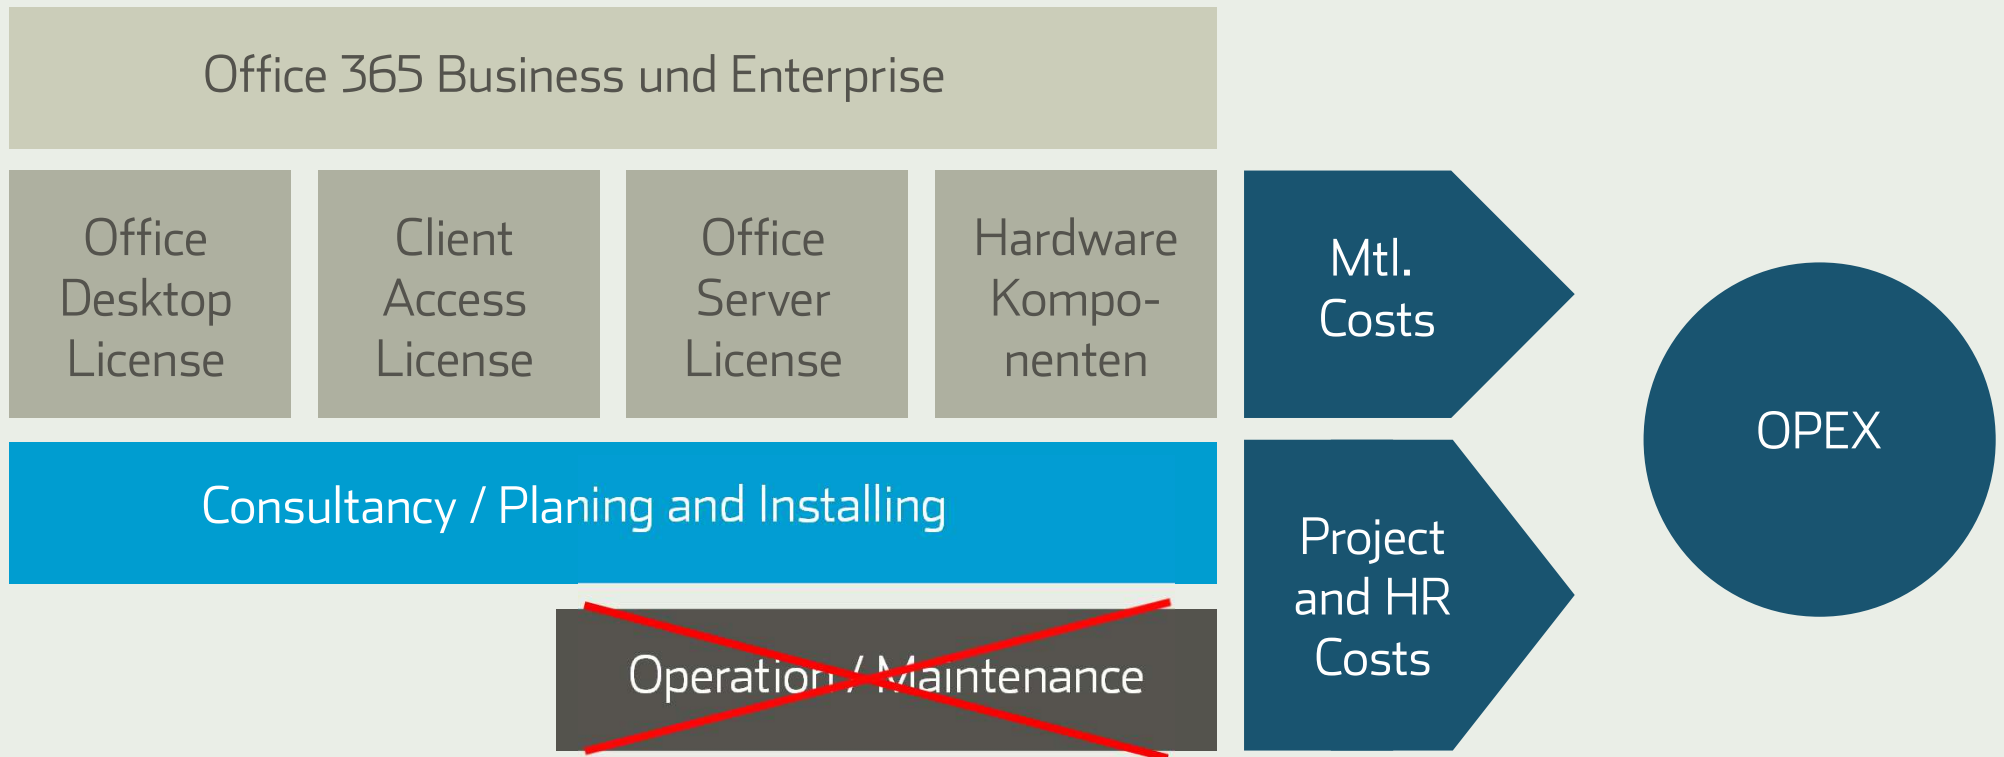 Office 365 Business und Enterprise
Office
Desktop
License
Client
Access
License
Office
Server
License
Hardware
Kompo-
nenten
Mtl.
Costs
OPEX
Consultancy / Planing and Installing
Project
and HR
Costs
Operation / Maintenance